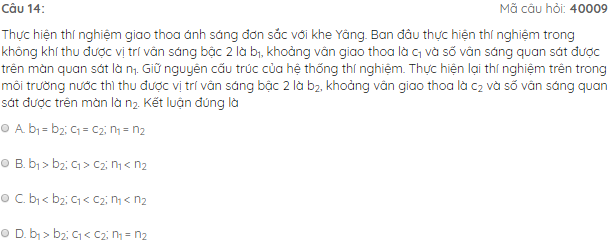 Câu 14: Mã câu hỏi: 40009
Thực hiện thí nghiệm giao thoa ánh sáng đơn sắc với khe Yâng. Ban đầu thực hiện thí nghiệm trong
không khí thu được vị trí vân sáng bậc 2 là b₁, khoảng vân giao thoa là c₁ và số vân sáng quan sát được
trên màn quan sát là n₁. Giữ nguyên cấu trúc của hệ thống thí nghiệm. Thực hiện lại thí nghiệm trên trong
môi trường nước thì thu được vị trí vân sáng bậc 2 là b₂, khoảng vân giao thoa là c₂ và số vân sáng quan
sát được trên màn là n₂. Kết luận đúng là
A. b₁ = b₂; c₁ = c₂; n₁ = n₂
B. b₁ > b₂; c₁ > c₂; n₁ < n₂
C. b₁ < b₂; c₁ < c₂; n₁ < n₂
D. b₁ > b₂; c₁ < c₂; n₁ = n₂